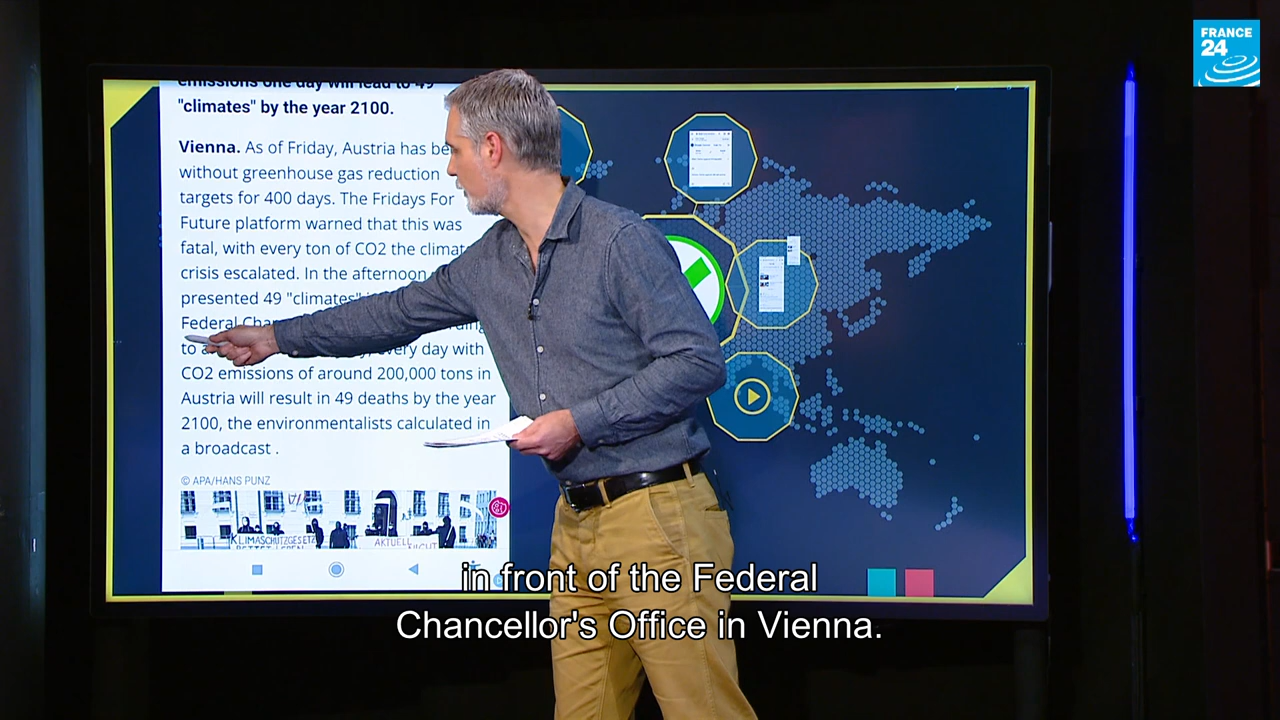 FRANCE
24
emissions one day will lead to 49
"climates" by the year 2100.
Vienna. As of Friday, Austria has be
without greenhouse gas reduction
targets for 400 days. The Fridays For
Future platform warned that this was
fatal, with every ton of CO2 the climate
crisis escalated. In the afternoon
presented 49 "climates"
Federal Chan
to a every day with
CO2 emissions of around 200,000 tons in
Austria will result in 49 deaths by the year
2100, the environmentalists calculated in
a broadcast .
© APA/HANS PUNZ
KLIMASCHUTZGESETZ
RETTET LEBEN
AKTUELL
NICHT
in front of the Federal
Chancellor's Office in Vienna.